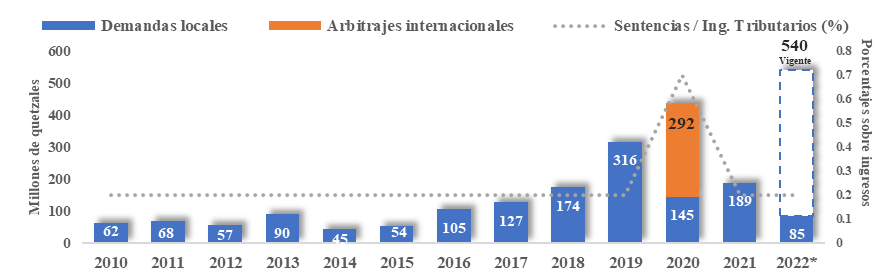 Demandas locales Arbitrajes internacionales Sentencias / Ing. Tributarios (%)
Millones de quetzales
600
500
400
300
200
100
0
540
Vigente
62 68 57 90 45 54 105 127 174 316 292 145 189 85
0.8
0.7
0.6
0.5
0.4
0.3
0.2
0.1
0
Porcentajes sobre ingresos
2010 2011 2012 2013 2014 2015 2016 2017 2018 2019 2020 2021 2022*